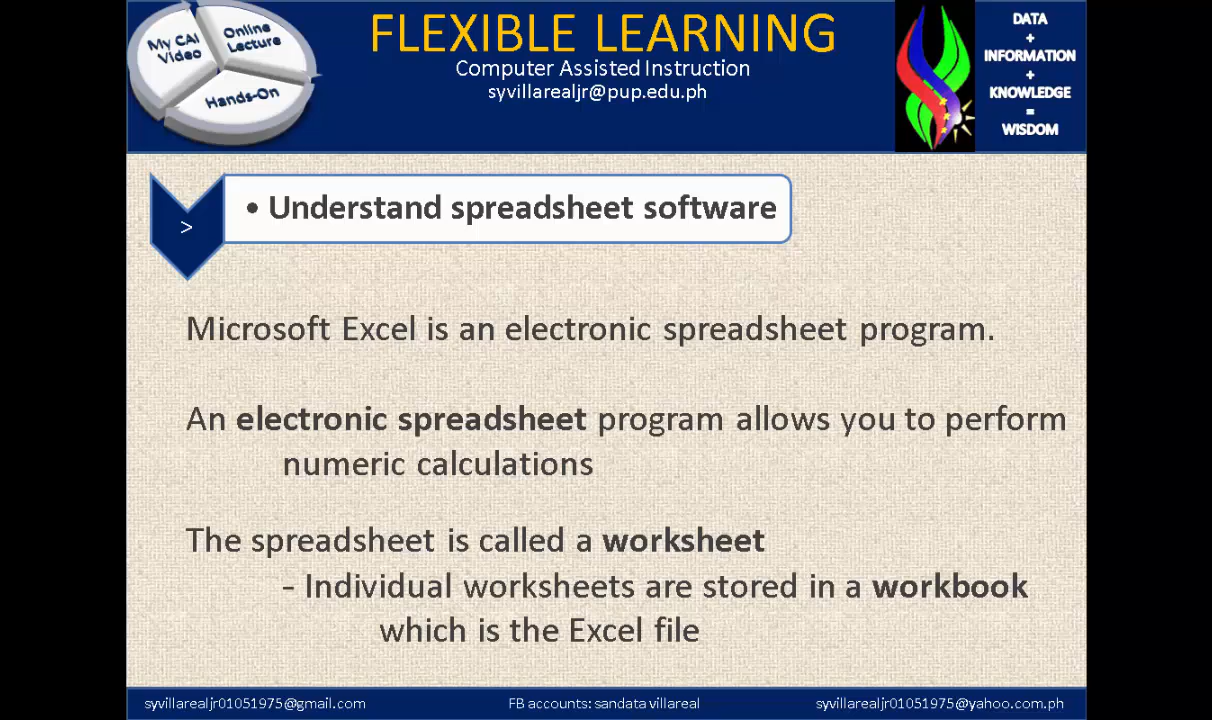 My CAI
Video
Online
Lecture
Hands-On
FLEXIBLE LEARNING
Computer Assisted Instruction
syvillarealjr@pup.edu.ph
DATA
+
INFORMATION
+
KNOWLEDGE
=
WISDOM
>
• Understand spreadsheet software
Microsoft Excel is an electronic spreadsheet program.
An electronic spreadsheet program allows you to perform
numeric calculations
The spreadsheet is called a worksheet
- Individual worksheets are stored in a workbook
which is the Excel file
syvillarealjr01051975@gmail.com
FB accounts: sandata villareal
syvillarealjr01051975@yahoo.com.ph